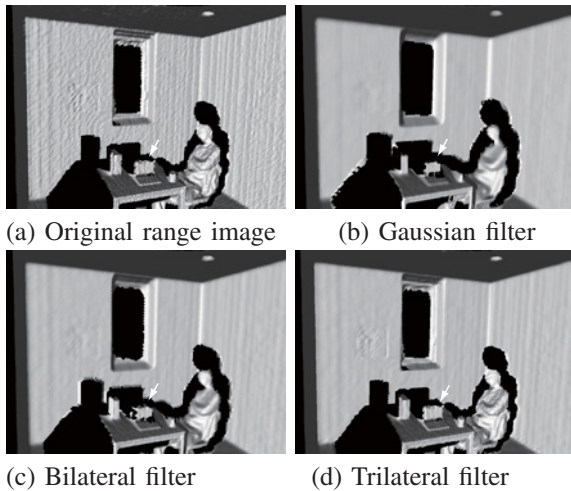 (a) Original range image
(b) Gaussian filter
(c) Bilateral filter
(d) Trilateral filter